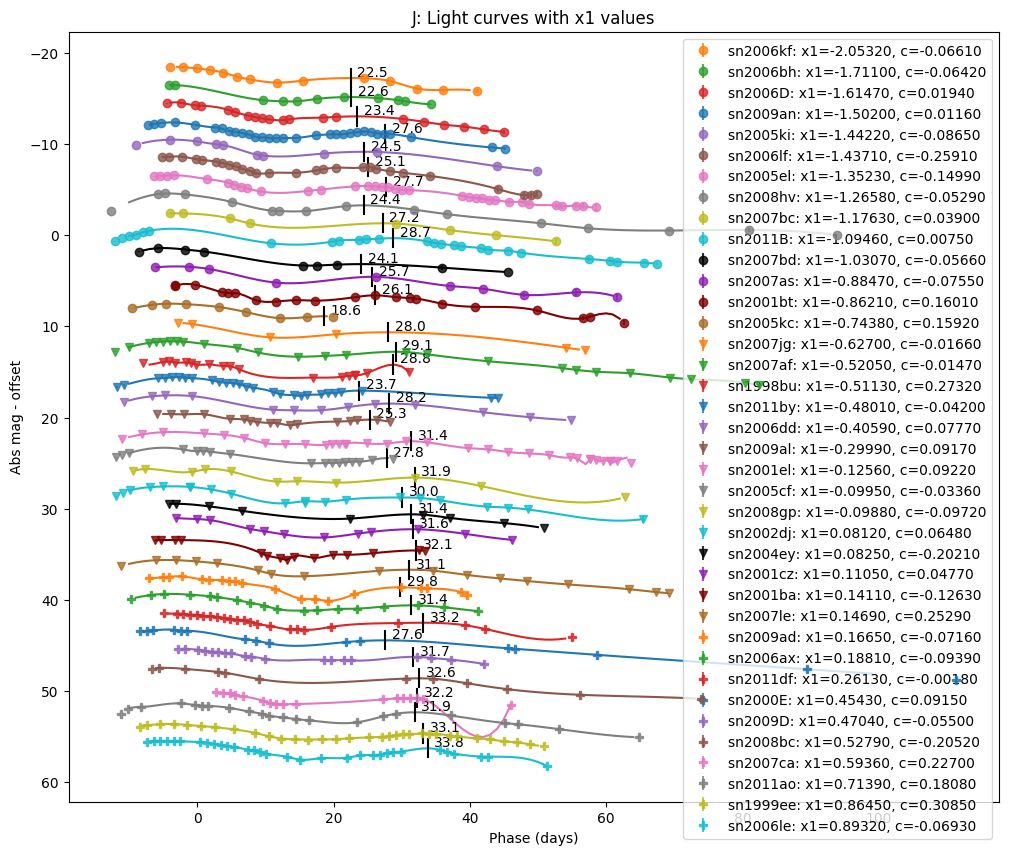 J: Light curves with x1 values
Abs mag - offset
−20
−10
0
10
20
30
40
50
60
0
20
40
60
80
100
Phase (days)
22.5
22.6
23.4
27.6
24.5
25.1
27.7
24.4
27.2
28.7
24.1
25.7
26.1
18.6
28.0
29.1
28.8
23.7
28.2
25.3
31.4
27.8
31.9
30.0
31.4
31.6
32.1
31.1
29.8
31.4
33.2
27.6
31.7
32.6
32.2
31.9
33.1
33.8
sn2006kf: x1=-2.05320, c=-0.06610
sn2006bh: x1=-1.71100, c=-0.06420
sn2006D: x1=-1.61470, c=0.01940
sn2009an: x1=-1.50200, c=0.01160
sn2005ki: x1=-1.44220, c=-0.08650
sn2006lf: x1=-1.43710, c=-0.25910
sn2005el: x1=-1.35230, c=-0.14990
sn2008hv: x1=-1.26580, c=-0.05290
sn2007bc: x1=-1.17630, c=0.03900
sn2011B: x1=-1.09460, c=0.00750
sn2007bd: x1=-1.03070, c=-0.05660
sn2007as: x1=-0.88470, c=-0.07550
sn2001bt: x1=-0.86210, c=0.16010
sn2005kc: x1=-0.74380, c=0.15920
sn2007jg: x1=-0.62700, c=-0.01660
sn2007af: x1=-0.52050, c=-0.01470
sn1998bu: x1=-0.51130, c=0.27320
sn2011by: x1=-0.48010, c=-0.04200
sn2006dd: x1=-0.40590, c=0.07770
sn2009al: x1=-0.29990, c=0.09170
sn2001el: x1=-0.12560, c=0.09220
sn2005cf: x1=-0.09950, c=-0.03360
sn2008gp: x1=-0.09880, c=-0.09720
sn2002dj: x1=0.08120, c=0.06480
sn2004ey: x1=0.08250, c=-0.20210
sn2001cz: x1=0.11050, c=0.04770
sn2001ba: x1=0.14110, c=-0.12630
sn2007le: x1=0.14690, c=0.25290
sn2009ad: x1=0.16650, c=-0.07160
sn2006ax: x1=0.18810, c=-0.09390
sn2011df: x1=0.26130, c=-0.00180
sn2000E: x1=0.45430, c=0.09150
sn2009D: x1=0.47040, c=-0.05500
sn2008bc: x1=0.52790, c=-0.20520
sn2007ca: x1=0.59360, c=0.22700
sn2011ao: x1=0.71390, c=0.18080
sn1999ee: x1=0.86450, c=0.30850
sn2006le: x1=0.89320, c=-0.06930